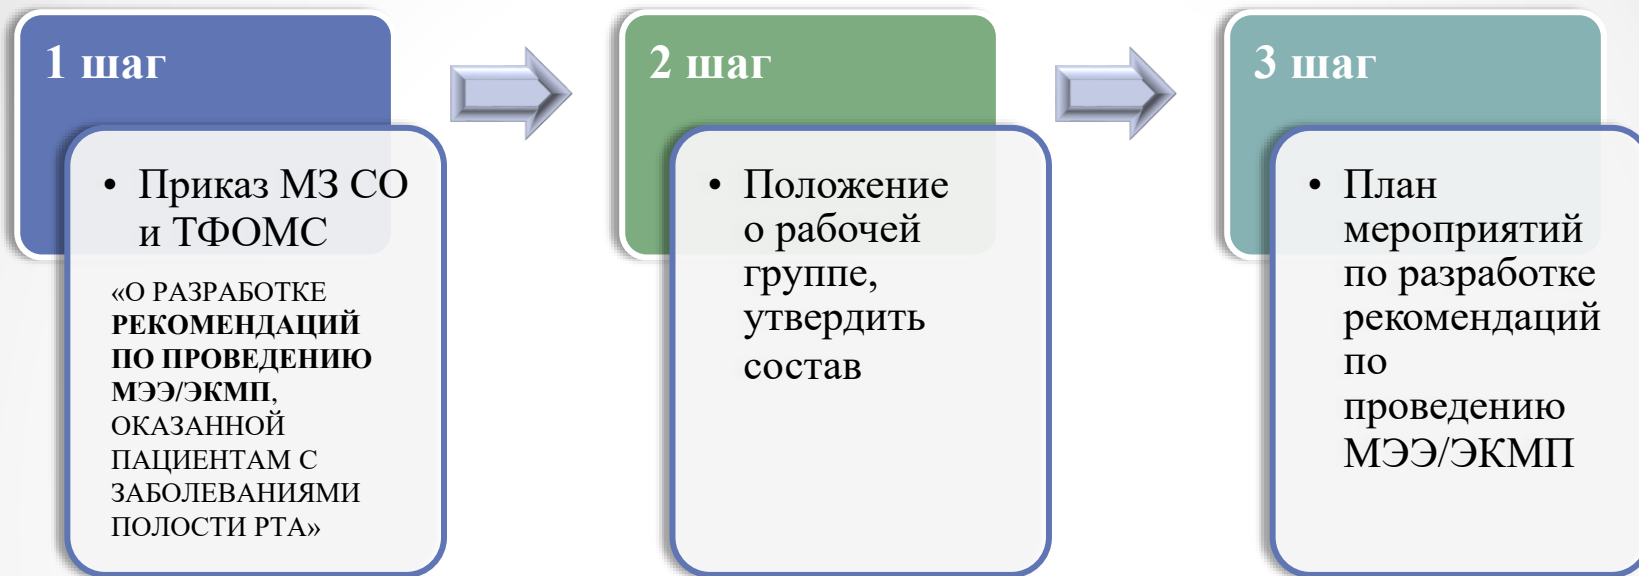 1 шаг
• Приказ МЗ СО
и ТФОМС
«О РАЗРАБОТКЕ
РЕКОМЕНДАЦИЙ
ПО ПРОВЕДЕНИЮ
МЭЭ/ЭКМП,
ОКАЗАННОЙ
ПАЦИЕНТАМ С
ЗАБОЛЕВАНИЯМИ
ПОЛОСТИ РТА»
2 шаг
• Положение
о рабочей
группе,
утвердить
состав
3 шаг
• План
мероприятий
по разработке
рекомендаций
по
проведению
МЭЭ/ЭКМП